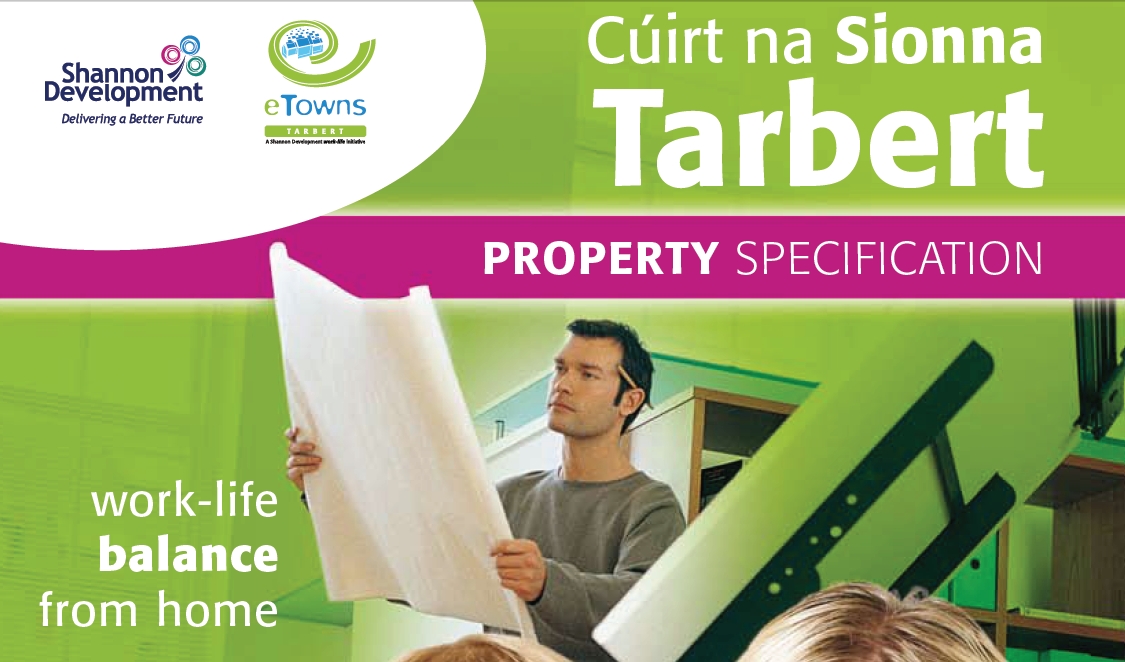 Shannon
Development
Delivering a Better Future
eTowns
TARBERT
A Shannon Development work-life initiative
Cúirt na Sionna
Tarbert
PROPERTY SPECIFICATION
work-life
balance
from home